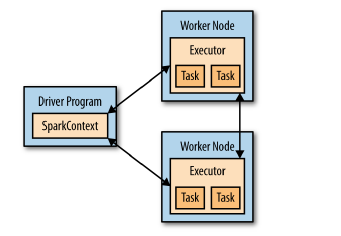 Worker Node
Executor
Task Task
Driver Program
SparkContext
Worker Node
Executor
Task Task